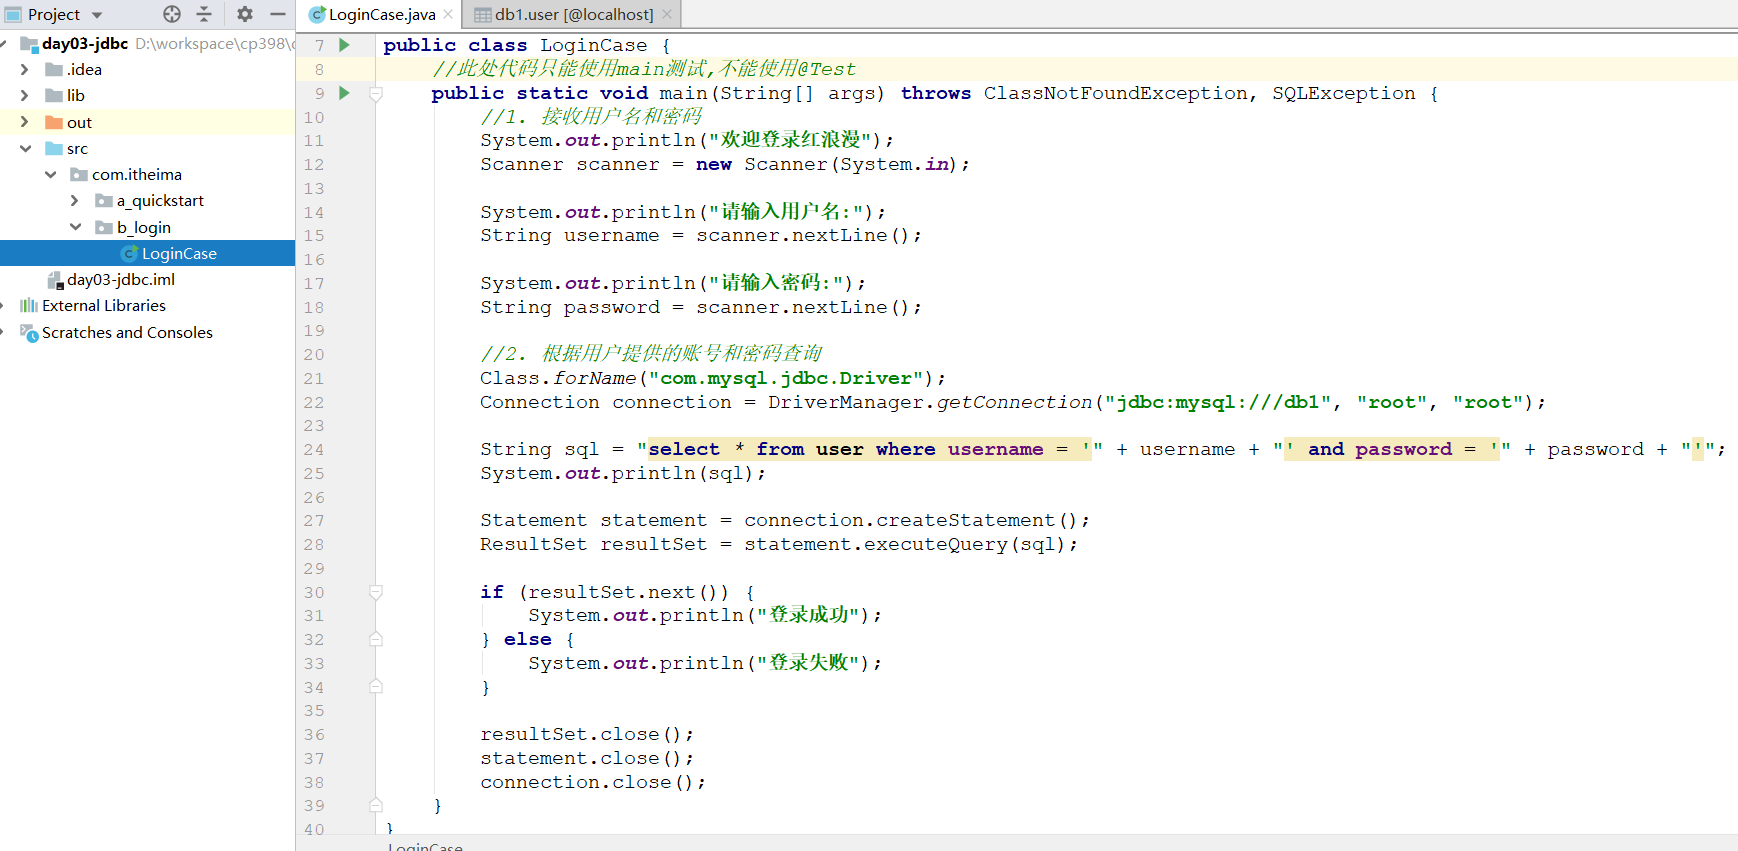 Project
day03-jdbc D:\workspace\cp398\
.idea
lib
out
src
com.itheima
a_quickstart
b_login
LoginCase
day03-jdbc.iml
External Libraries
Scratches and Consoles
LoginCase.java
db1.user [@localhost]
7 public class LoginCase {
8 //此处代码只能使用main测试,不能使用@Test
9 public static void main(String[] args) throws ClassNotFoundException, SQLException {
10 //1. 接收用户名和密码
11 System.out.println("欢迎登录红浪漫");
12 Scanner scanner = new Scanner(System.in);
13
14 System.out.println("请输入用户名:");
15 String username = scanner.nextLine();
16
17 System.out.println("请输入密码:");
18 String password = scanner.nextLine();
19
20 //2. 根据用户提供的账号和密码查询
21 Class.forName("com.mysql.jdbc.Driver");
22 Connection connection = DriverManager.getConnection("jdbc:mysql:///db1", "root", "root");
23
24 String sql = "select * from user where username = '" + username + "' and password = '" + password + "'";
25 System.out.println(sql);
26
27 Statement statement = connection.createStatement();
28 ResultSet resultSet = statement.executeQuery(sql);
29
30 if (resultSet.next()) {
31 System.out.println("登录成功");
32 } else {
33 System.out.println("登录失败");
34 }
35
36 resultSet.close();
37 statement.close();
38 connection.close();
39 }
40 }
LoginCase